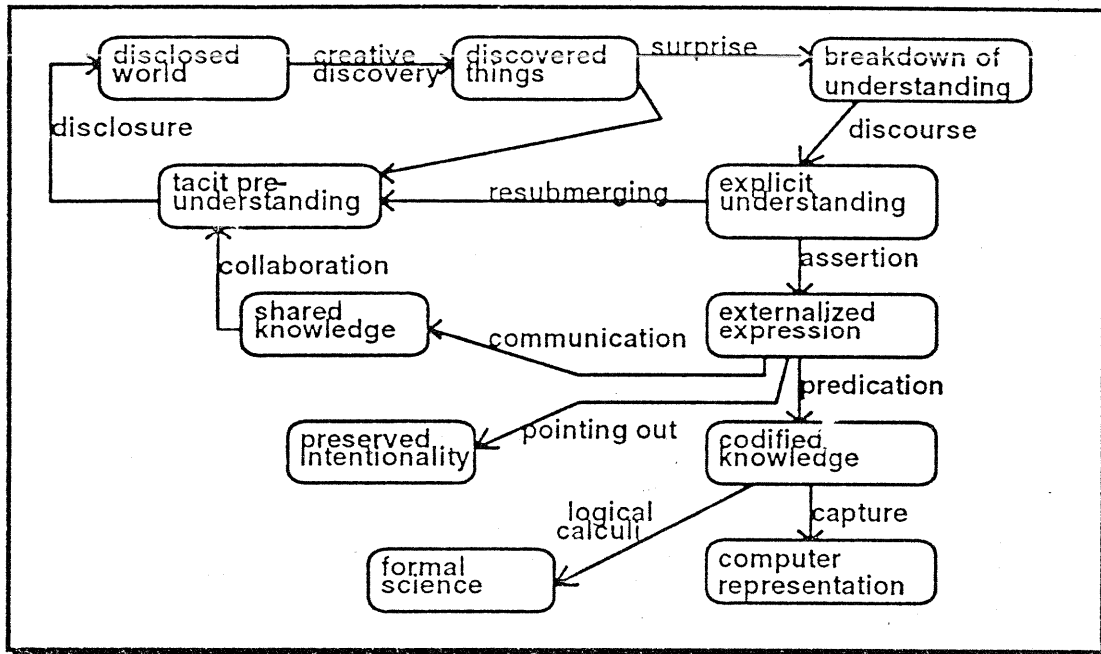 disclosed
world
creative
discovery
discovered
things
surprise
breakdown of
understanding
disclosure
discourse
tacit pre-
understanding
resubmerging
explicit
understanding
collaboration
assertion
shared
knowledge
communication
externalized
expression
predication
preserved
intentionality
pointing out
codified
knowledge
logical
calculi
capture
formal
science
computer
representation